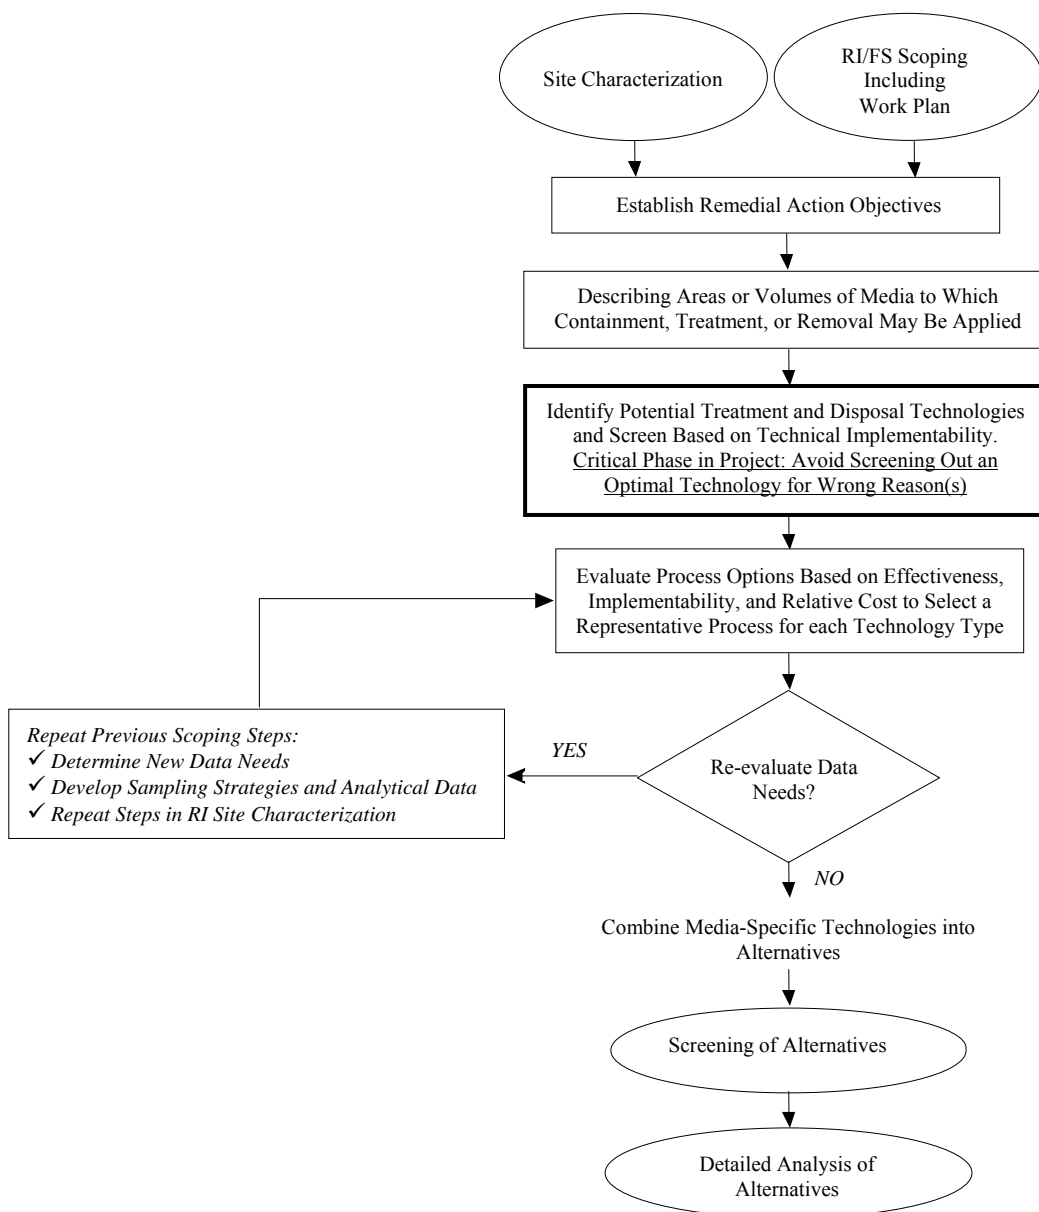 Site Characterization
RI/FS Scoping
Including
Work Plan
Establish Remedial Action Objectives
Describing Areas or Volumes of Media to Which
Containment, Treatment, or Removal May Be Applied
Identify Potential Treatment and Disposal Technologies
and Screen Based on Technical Implementability.
Critical Phase in Project: Avoid Screening Out an
Optimal Technology for Wrong Reason(s)
Evaluate Process Options Based on Effectiveness,
Implementability, and Relative Cost to Select a
Representative Process for each Technology Type
Repeat Previous Scoping Steps:
✓ Determine New Data Needs
✓ Develop Sampling Strategies and Analytical Data
✓ Repeat Steps in RI Site Characterization
YES
Re-evaluate Data
Needs?
NO
Combine Media-Specific Technologies into
Alternatives
Screening of Alternatives
Detailed Analysis of
Alternatives